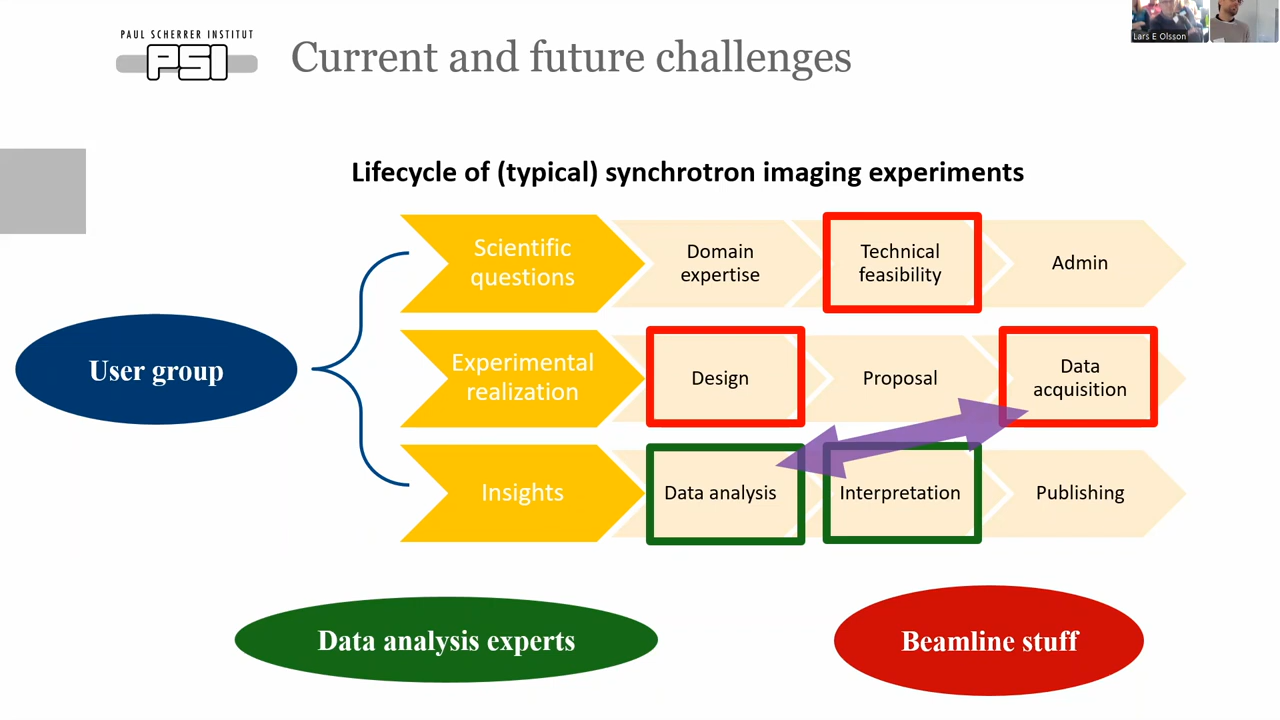 PAUL SCHERRER INSTITUT
PSI
Current and future challenges
Lars E Olsson
Lifecycle of (typical) synchrotron imaging experiments
Scientific
questions
Domain
expertise
Technical
feasibility
Admin
User group
Experimental
realization
Design
Proposal
Data
acquisition
Insights
Data analysis
Interpretation
Publishing
Data analysis experts
Beamline stuff